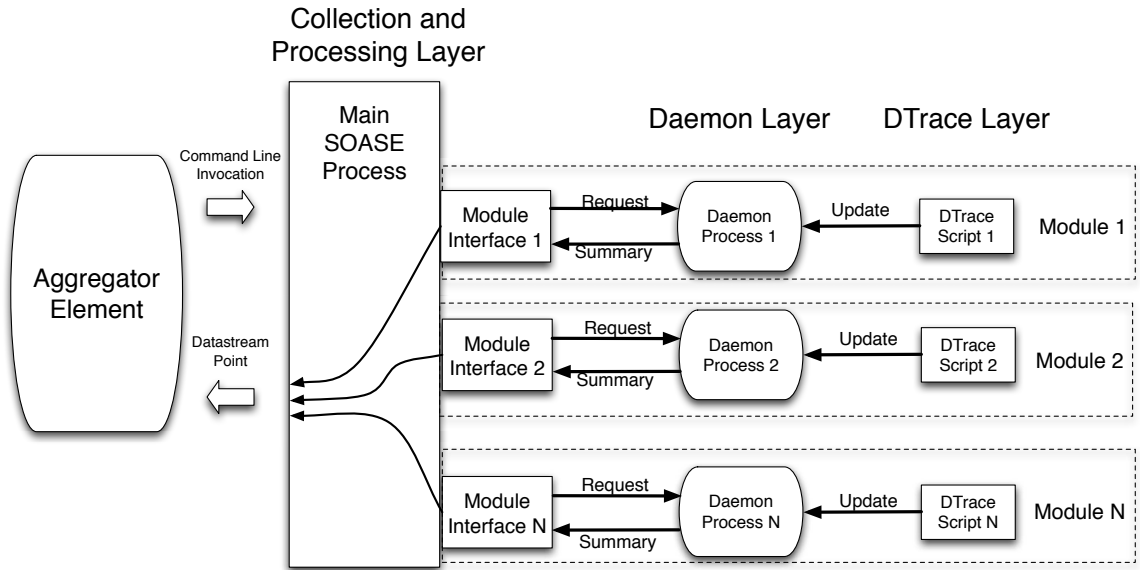 Collection and
Processing Layer
Main
SOASE
Process
Daemon Layer
DTrace Layer
Command Line
Invocation
Aggregator
Element
Datastream
Point
Module
Interface 1
Request
Summary
Daemon
Process 1
Update
DTrace
Script 1
Module 1
Module
Interface 2
Request
Summary
Daemon
Process 2
Update
DTrace
Script 2
Module 2
Module
Interface N
Request
Summary
Daemon
Process N
Update
DTrace
Script N
Module N